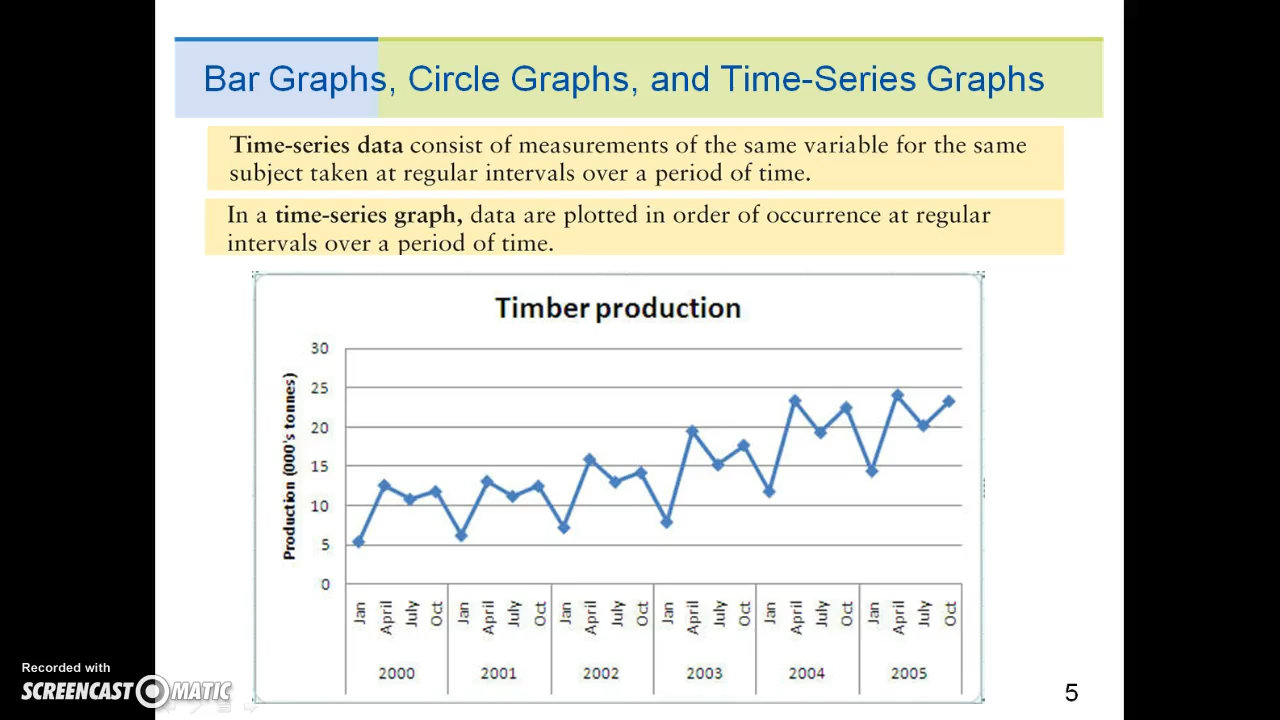 Bar Graphs, Circle Graphs, and Time-Series Graphs
Time-series data consist of measurements of the same variable for the same
subject taken at regular intervals over a period of time.
In a time-series graph, data are plotted in order of occurrence at regular
intervals over a period of time.
Timber production
Production (000's tonnes)
30
25
20
15
10
5
0
Jan April July Oct Jan April July Oct Jan April July Oct Jan April July Oct Jan April July Oct Jan April July Oct
2000 2001 2002 2003 2004 2005
Recorded with
SCREENCAST MATIC
5